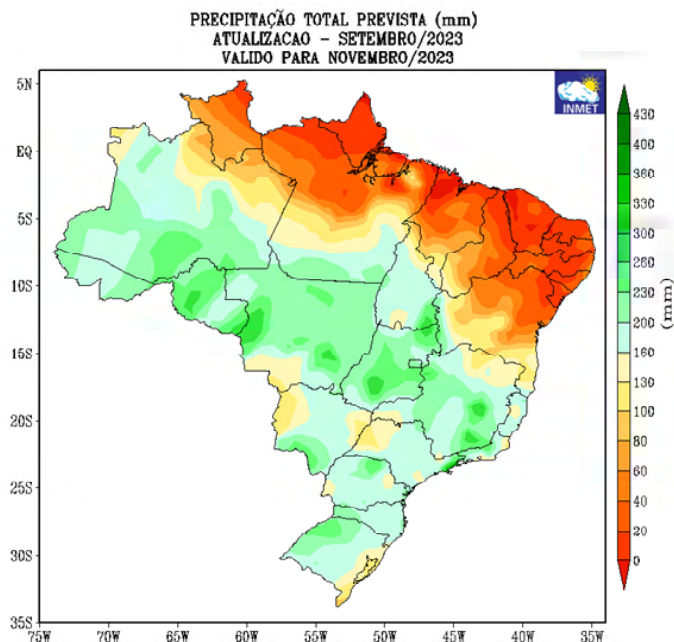 PRECIPITAÇÃO TOTAL PREVISTA (mm)
ATUALIZACAO – SETEMBRO/2023
VALIDO PARA NOVEMBRO/2023
INMET
5N
EQ
5S
10S
15S
20S
25S
30S
35S
75W
70W
65W
60W
55W
50W
45W
40W
35W
430
400
360
330
300
260
230
200
160
130
100
80
60
40
20
0
(mm)